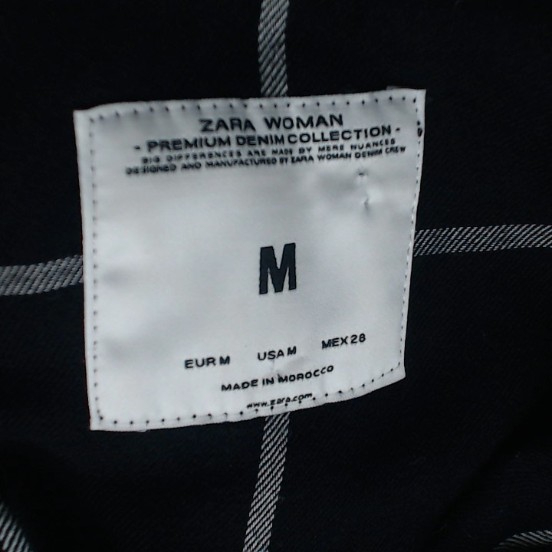 ZARA WOMAN
- PREMIUM DENIM COLLECTION -
BIG DIFFERENCES ARE MADE BY MERE NUANCES
DESIGNED AND MANUFACTURED BY ZARA WOMAN DENIM CREW
M
EUR M USA M MEX 28
MADE IN MOROCCO
www.zara.com